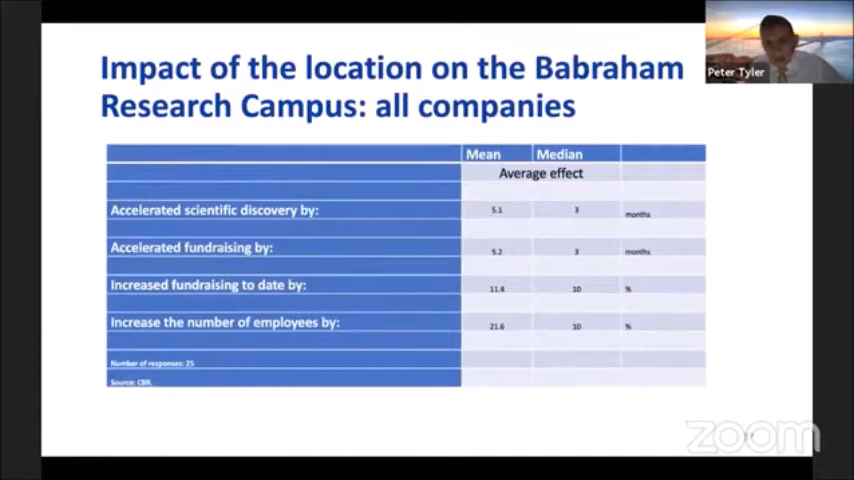 Peter Tyler
Impact of the location on the Babraham
Research Campus: all companies
Mean Median
Average effect
Accelerated scientific discovery by: 5.1 3 months
Accelerated fundraising by: 5.2 3 months
Increased fundraising to date by: 11.4 10 %
Increase the number of employees by: 21.6 10 %
Number of responses: 25
Source: CBR.
zoom